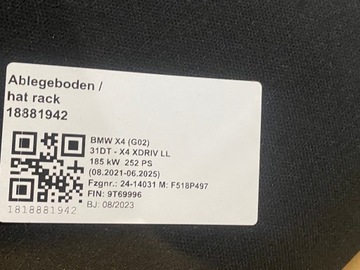 Ablegeboden /
hat rack
18881942
BMW X4 (G02)
31DT - X4 XDRIV LL
185 kW 252 PS
(08.2021-06.2025)
Fzgnr.: 24-14031 M: F518P497
FIN: 9T69996
BJ: 08/2023
1818881942